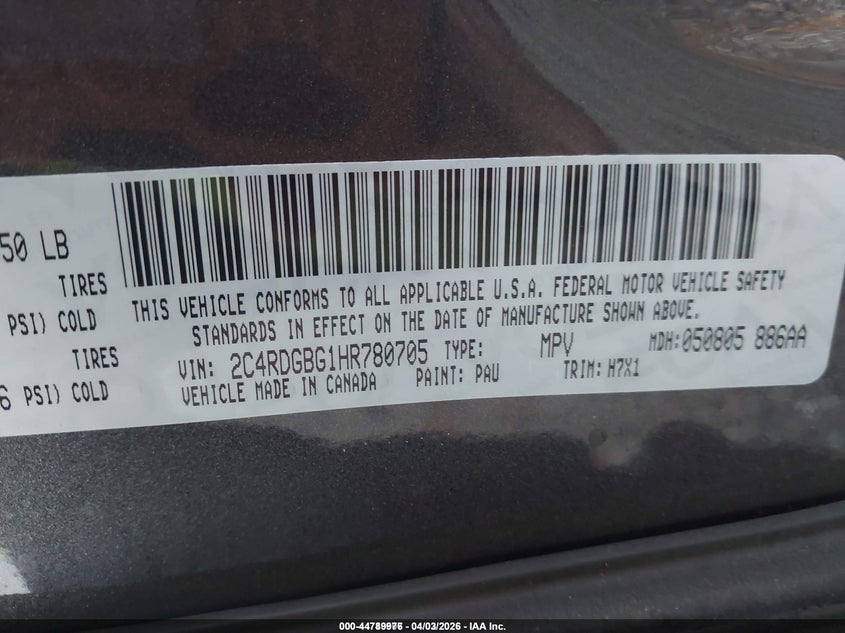 50 LB
TIRES
PSI) COLD
TIRES
6 PSI) COLD
THIS VEHICLE CONFORMS TO ALL APPLICABLE U.S.A. FEDERAL MOTOR VEHICLE SAFETY
STANDARDS IN EFFECT ON THE DATE OF MANUFACTURE SHOWN ABOVE.
VIN: 2C4RDGBG1HR780705 TYPE: MPV MDH:050805 886AA
VEHICLE MADE IN CANADA PAINT: PAU TRIM: H7X1
04/03/2026 - IAA Inc.